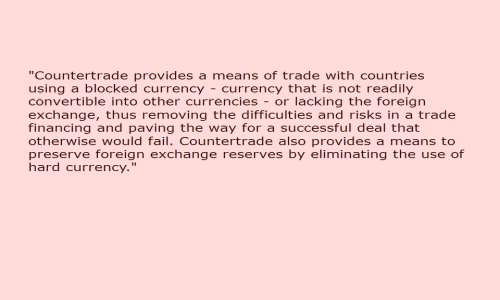 "Countertrade provides a means of trade with countries
using a blocked currency - currency that is not readily
convertible into other currencies - or lacking the foreign
exchange, thus removing the difficulties and risks in a trade
financing and paving the way for a successful deal that
otherwise would fail. Countertrade also provides a means to
preserve foreign exchange reserves by eliminating the use of
hard currency."